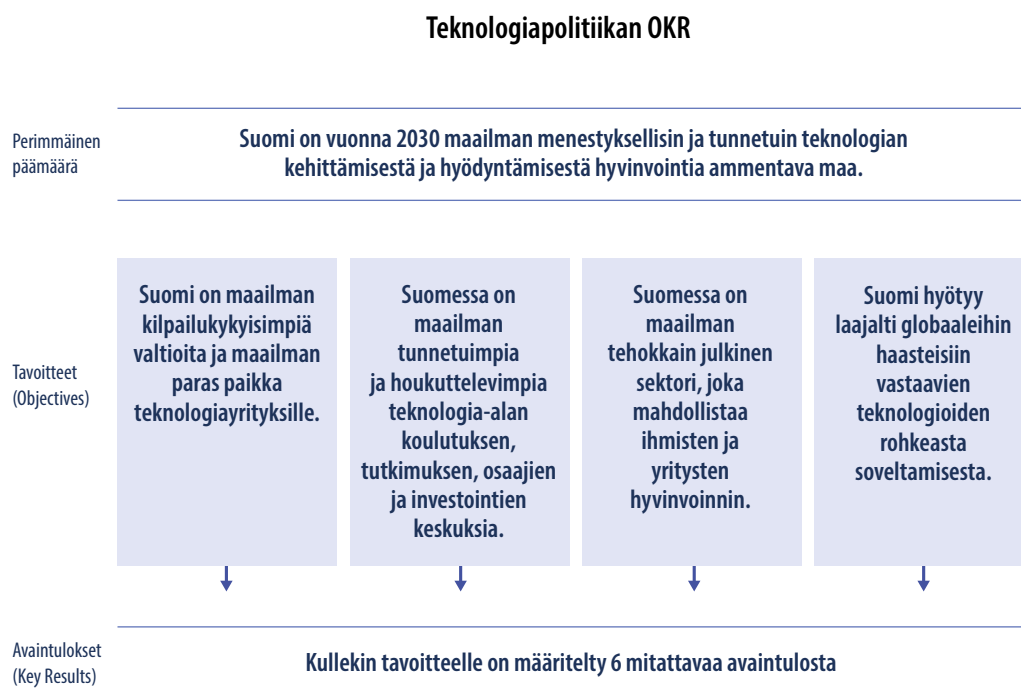 Teknologiapolitiikan OKR
Perimmäinen
päämäärä
Suomi on vuonna 2030 maailman menestyksellisin ja tunnetuin teknologian
kehittämisestä ja hyödyntämisestä hyvinvointia ammentava maa.
Tavoitteet
(Objectives)
Suomi on maailman
kilpailukykyisimpiä
valtioita ja maailman
paras paikka
teknologiayrityksille.
Suomessa on
maailman
tunnetuimpia
ja houkuttelevimpia
teknologia-alan
koulutuksen,
tutkimuksen, osaajien
ja investointien
keskuksia.
Suomessa on
maailman
tehokkain julkinen
sektori, joka
mahdollistaa
ihmisten ja
yritysten
hyvinvoinnin.
Suomi hyötyy
laajalti globaaleihin
haasteisiin
vastaavien
teknologioiden
rohkeasta
soveltamisesta.
Avaintulokset
(Key Results)
Kullekin tavoitteelle on määritelty 6 mitattavaa avaintulosta